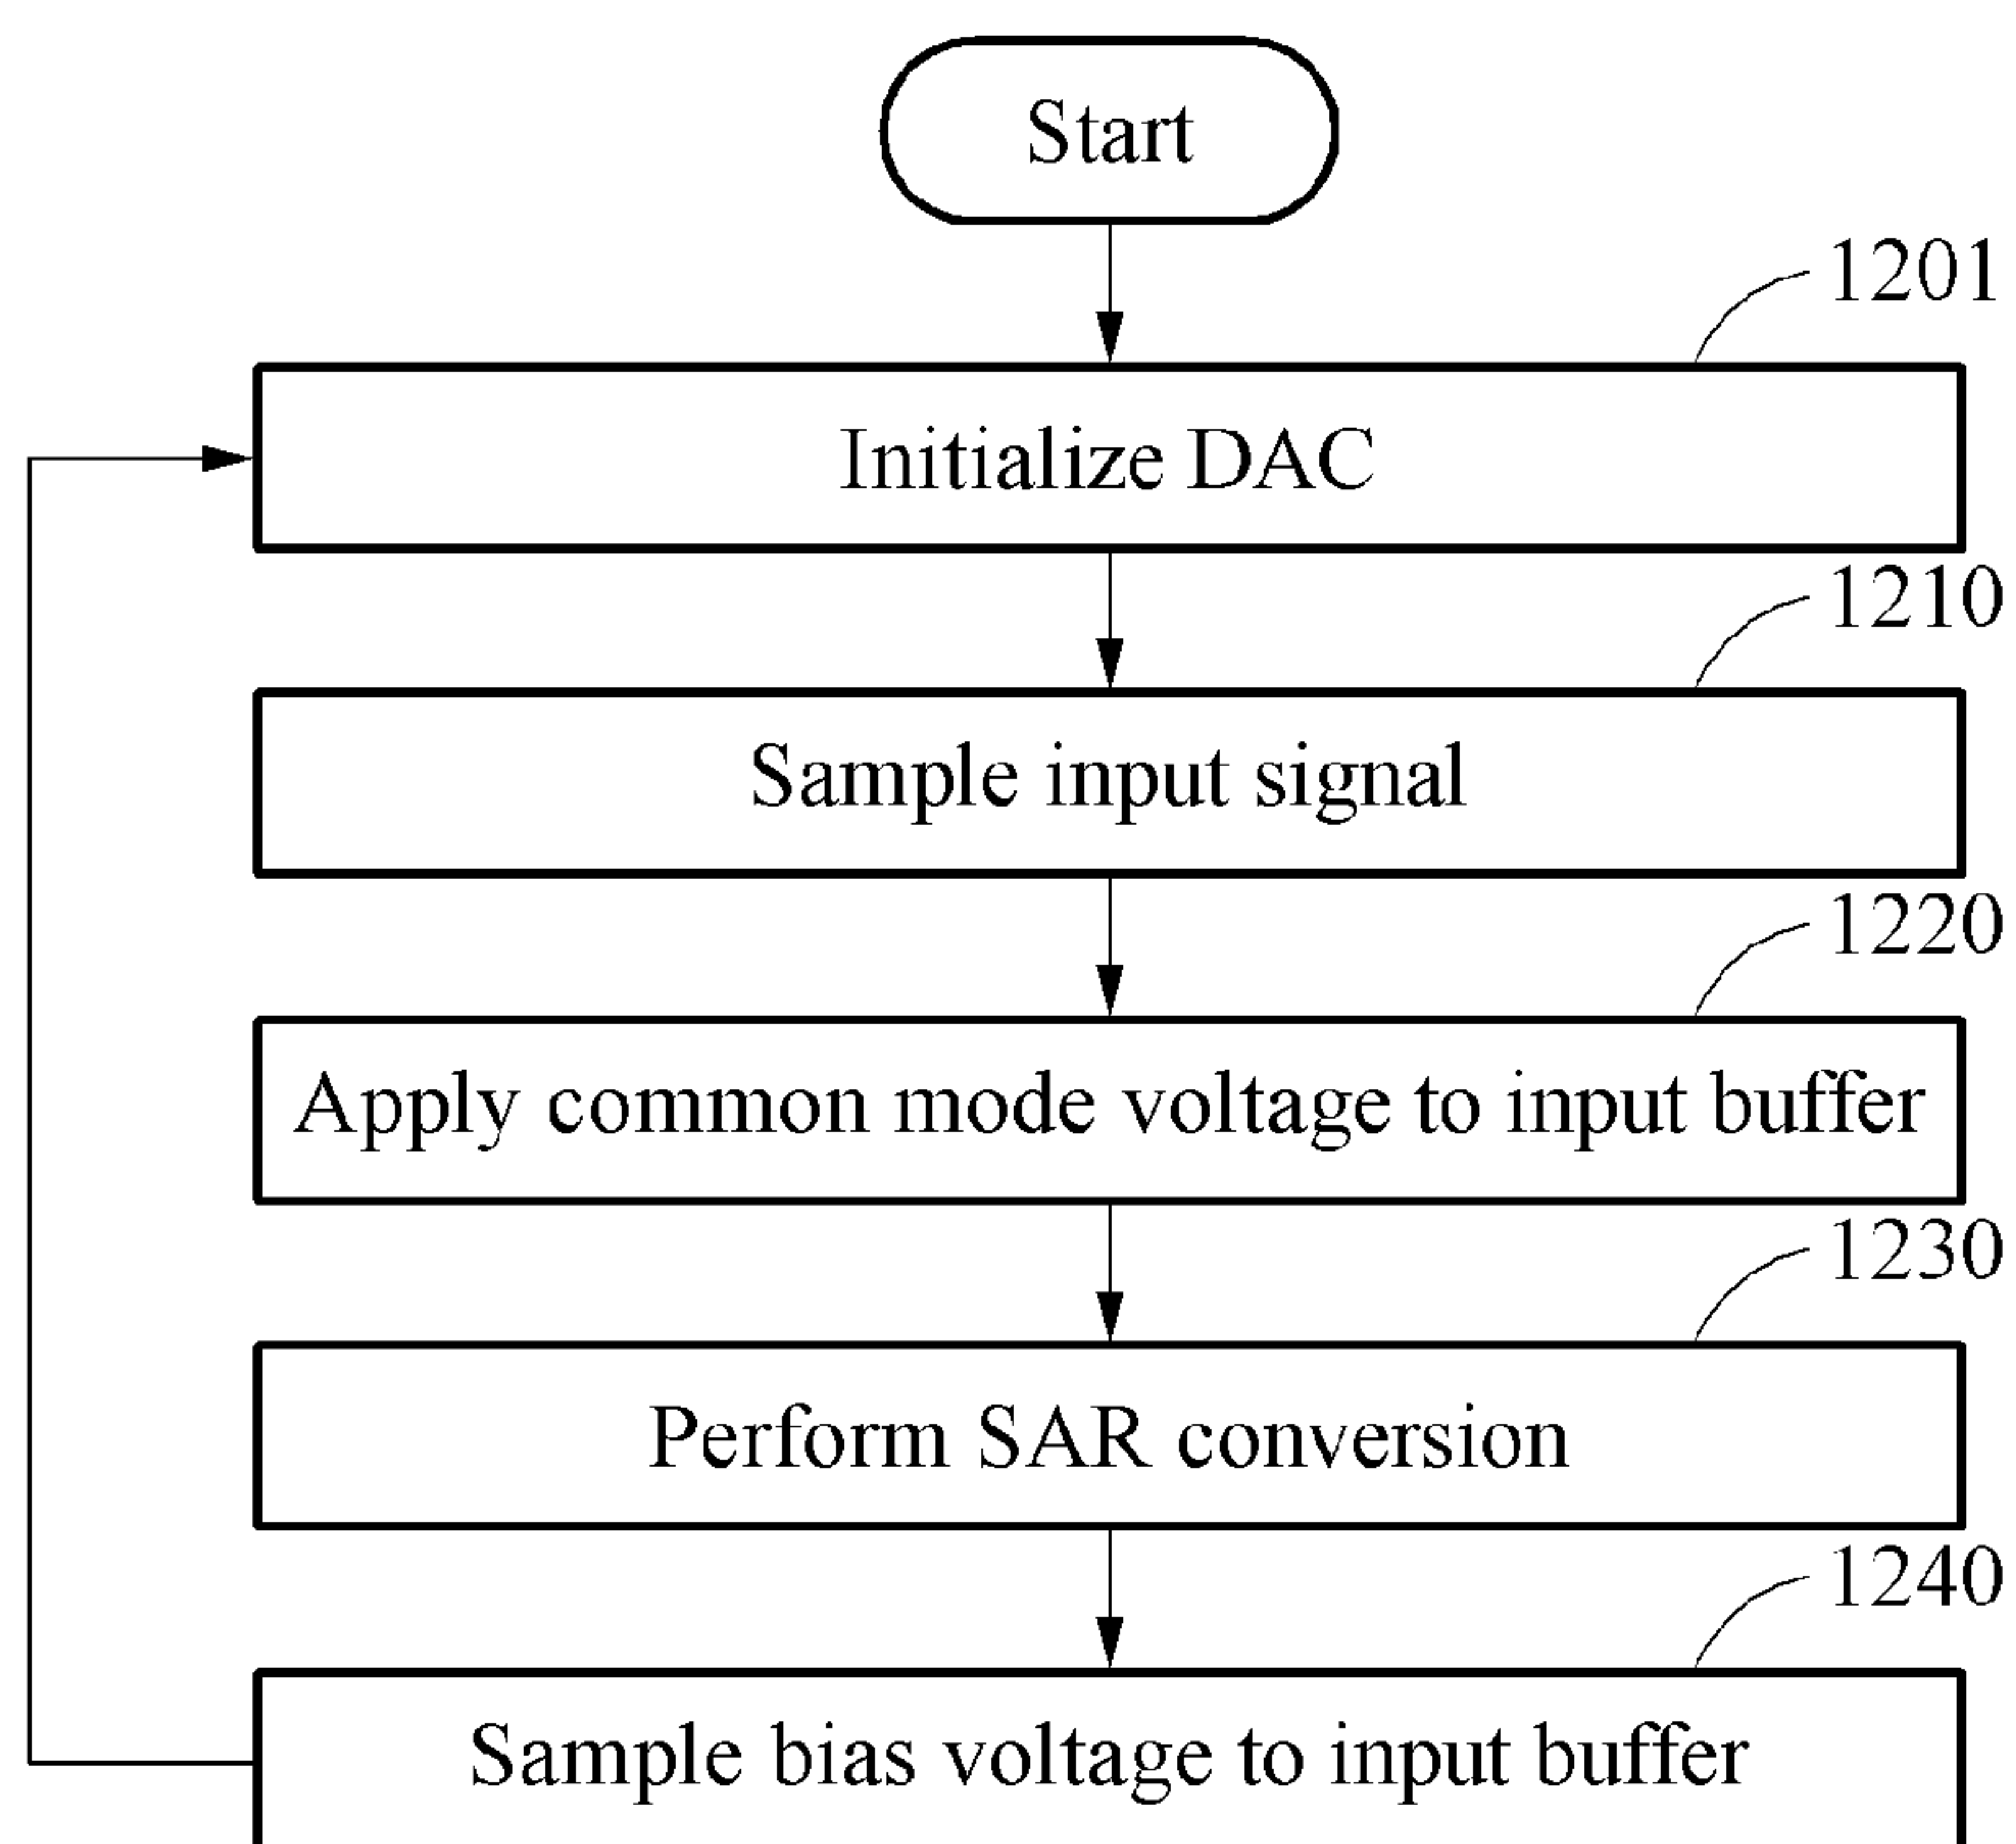 Start
1201
Initialize DAC
1210
Sample input signal
1220
Apply common mode voltage to input buffer
1230
Perform SAR conversion
1240
Sample bias voltage to input buffer